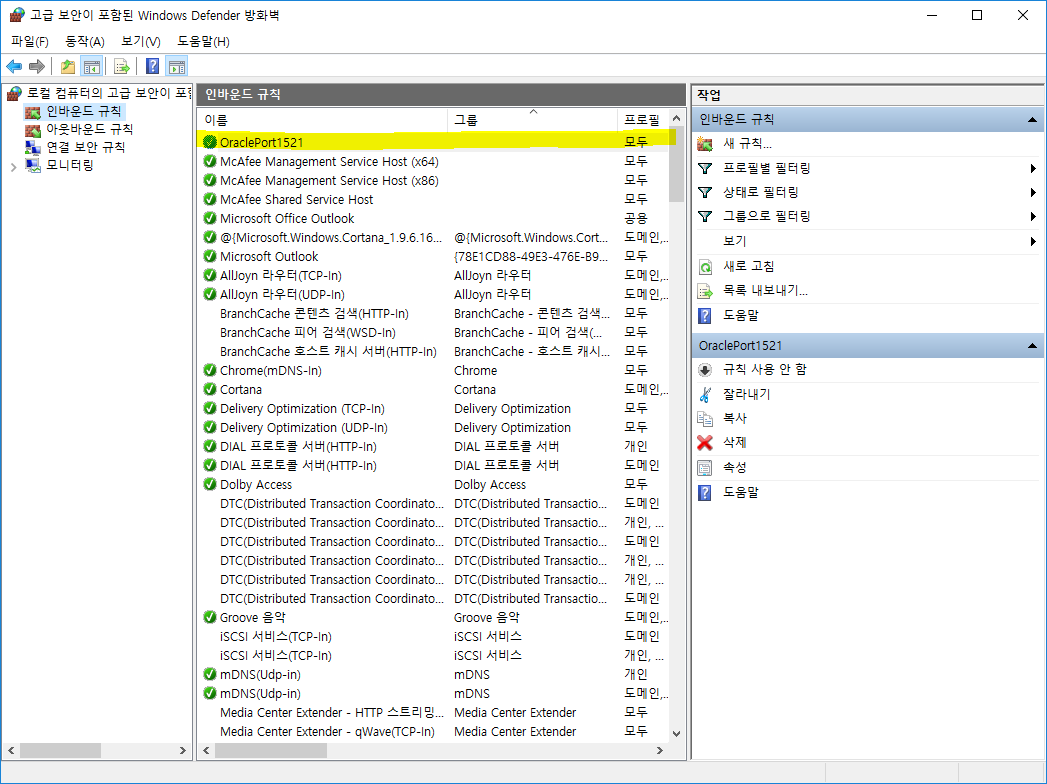 고급 보안이 포함된 Windows Defender 방화벽
파일(F) 동작(A) 보기(V) 도움말(H)
로컬 컴퓨터의 고급 보안이 포함
인바운드 규칙
아웃바운드 규칙
연결 보안 규칙
모니터링
인바운드 규칙
이름 그룹 프로필
OraclePort1521 모두
McAfee Management Service Host (x64) 모두
McAfee Management Service Host (x86) 모두
McAfee Shared Service Host 모두
Microsoft Office Outlook 공용
@{Microsoft.Windows.Cortana_1.9.6.16... @{Microsoft.Windows.Cort... 도메인,...
Microsoft Outlook {78E1CD88-49E3-476E-B9... 모두
AllJoyn 라우터(TCP-In) AllJoyn 라우터 도메인,...
AllJoyn 라우터(UDP-In) AllJoyn 라우터 도메인,...
BranchCache 콘텐츠 검색(HTTP-In) BranchCache - 콘텐츠 검색... 모두
BranchCache 피어 검색(WSD-In) BranchCache - 피어 검색(... 모두
BranchCache 호스트 캐시 서버(HTTP-In) BranchCache - 호스트 캐시... 모두
Chrome(mDNS-In) Chrome 모두
Cortana Cortana 도메인,...
Delivery Optimization (TCP-In) Delivery Optimization 모두
Delivery Optimization (UDP-In) Delivery Optimization 모두
DIAL 프로토콜 서버(HTTP-In) DIAL 프로토콜 서버 개인
DIAL 프로토콜 서버(HTTP-In) DIAL 프로토콜 서버 도메인
Dolby Access Dolby Access 모두
DTC(Distributed Transaction Coordinato... DTC(Distributed Transactio... 도메인
DTC(Distributed Transaction Coordinato... DTC(Distributed Transactio... 개인, ...
DTC(Distributed Transaction Coordinato... DTC(Distributed Transactio... 도메인
DTC(Distributed Transaction Coordinato... DTC(Distributed Transactio... 개인, ...
DTC(Distributed Transaction Coordinato... DTC(Distributed Transactio... 개인, ...
DTC(Distributed Transaction Coordinato... DTC(Distributed Transactio... 도메인
Groove 음악 Groove 음악 도메인,...
iSCSI 서비스(TCP-In) iSCSI 서비스 도메인
iSCSI 서비스(TCP-In) iSCSI 서비스 개인, ...
mDNS(Udp-in) mDNS 개인
mDNS(Udp-in) mDNS 도메인,...
Media Center Extender - HTTP 스트리밍... Media Center Extender 모두
Media Center Extender - qWave(TCP-In) Media Center Extender 모두
작업
인바운드 규칙
새 규칙...
프로필별 필터링
상태로 필터링
그룹으로 필터링
보기
새로 고침
목록 내보내기...
도움말
OraclePort1521
규칙 사용 안 함
잘라내기
복사
삭제
속성
도움말